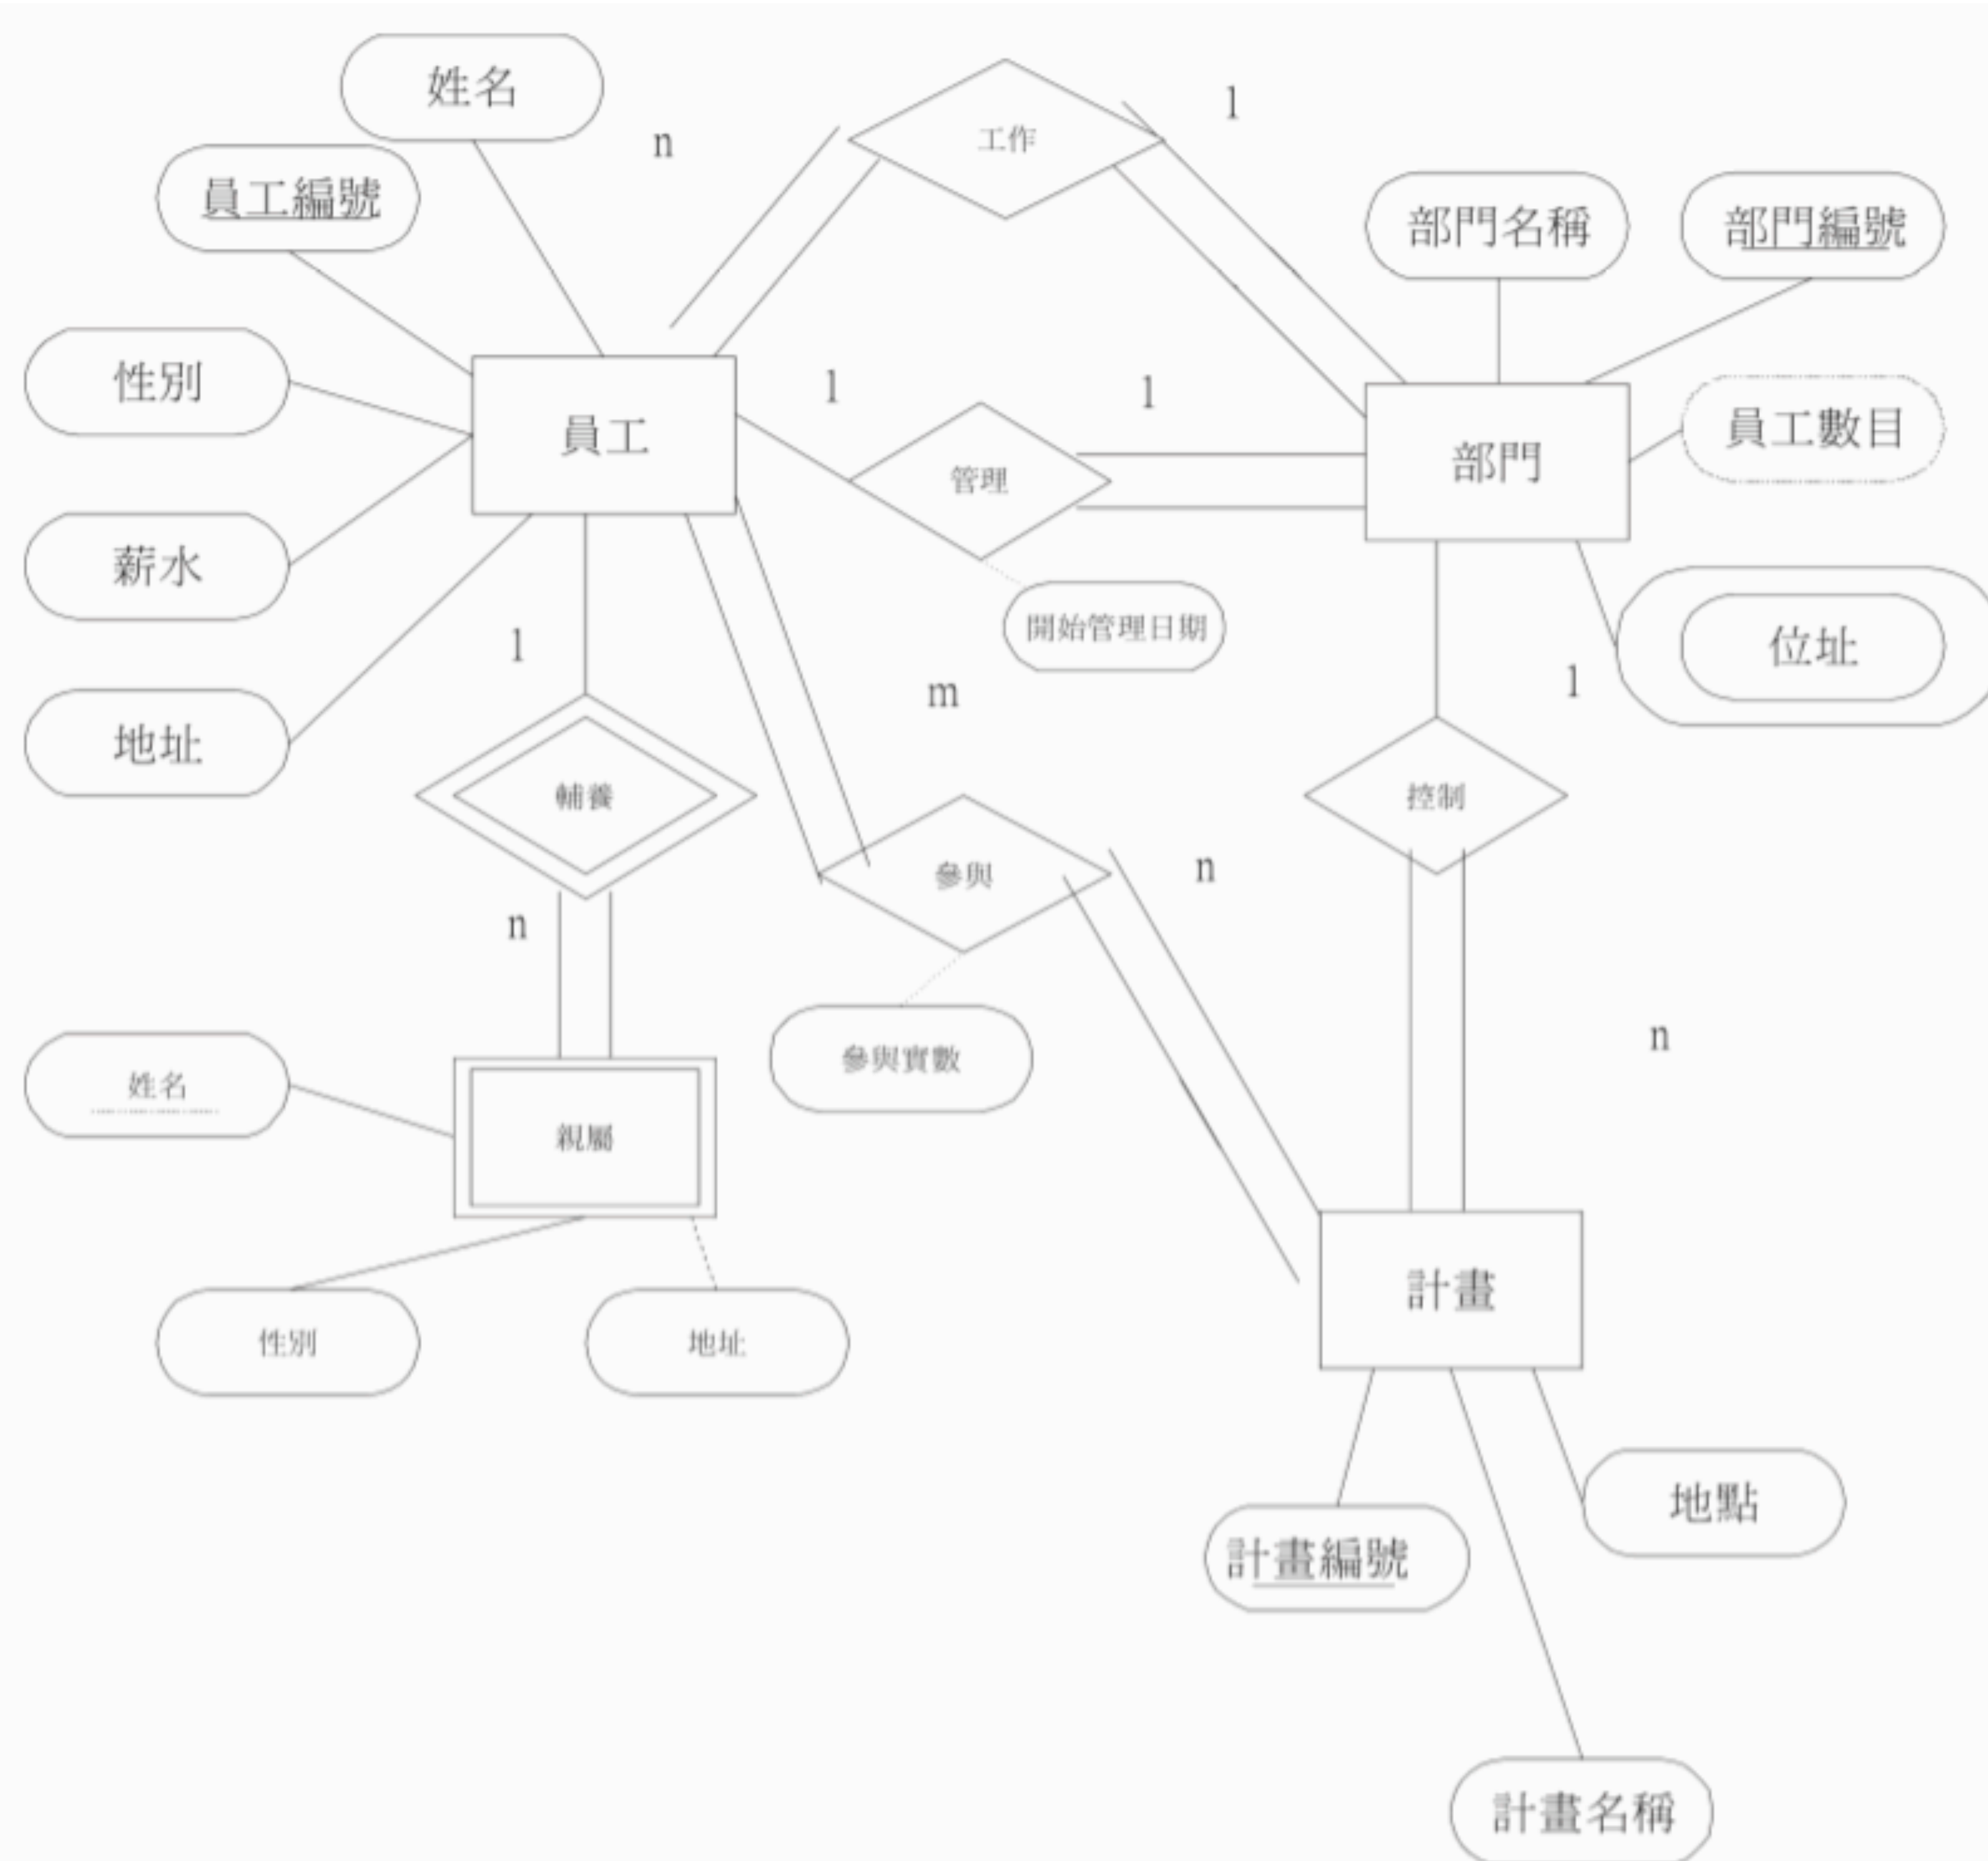 姓名
n
工作
1
員工編號
部門名稱
部門編號
性別
員工
1
管理
1
部門
員工數目
薪水
1
開始管理日期
位址
地址
m
1
輔養
參與
n
控制
n
姓名
親屬
參與實數
n
性別
地址
計畫
計畫編號
地點
計畫名稱